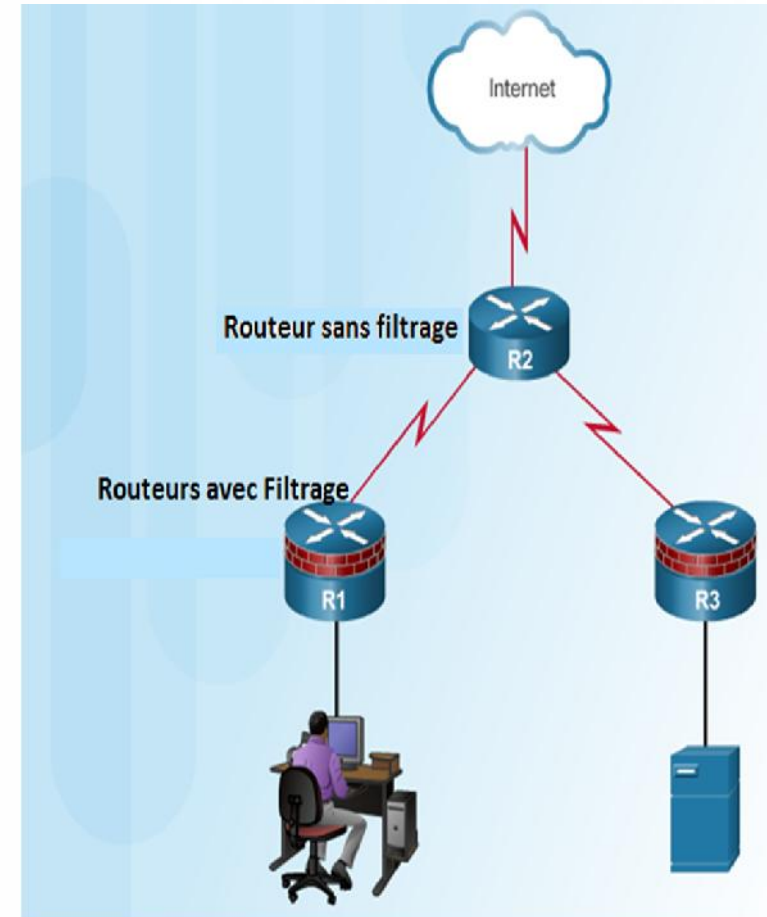 Internet
Routeur sans filtrage
R2
Routeurs avec Filtrage
R1
R3